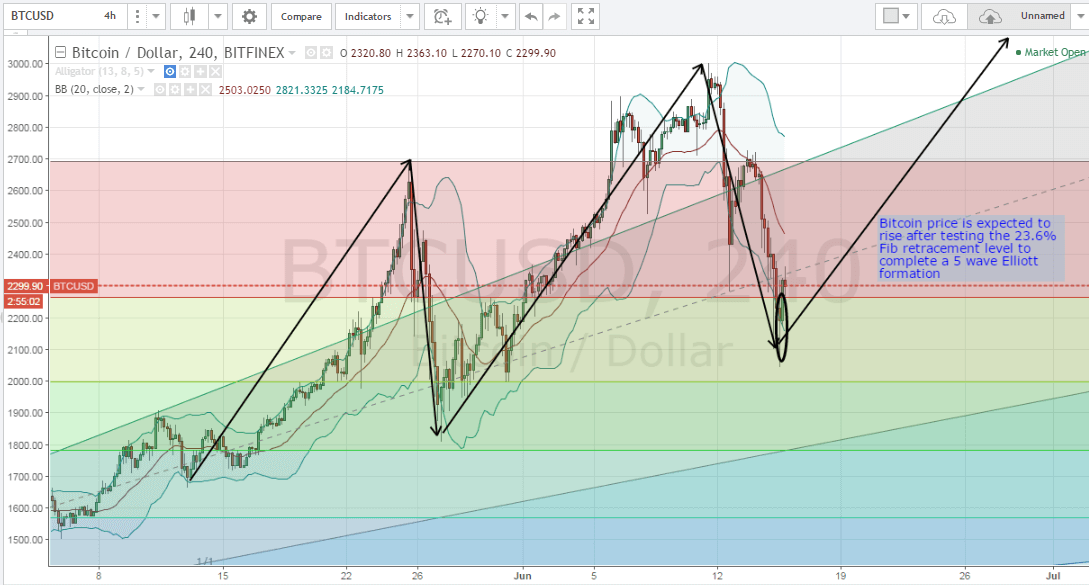 BTCUSD 4h Compare Indicators Unnamed
Bitcoin / Dollar, 240, BITFINEX O 2320.80 H 2363.10 L 2270.10 C 2299.90
Market Open
Alligator (13, 8, 5)
BB (20, close, 2) 2503.0250 2821.3325 2184.7175
3000.00
2900.00
2800.00
2700.00
2600.00
2500.00
2400.00
2299.90 BTCUSD
2:55:02
2200.00
2100.00
2000.00
1900.00
1800.00
1700.00
1600.00
1500.00
BTCUSD, 240
Bitcoin / Dollar
Bitcoin price is expected to
rise after testing the 23.6%
Fib retracement level to
complete a 5 wave Elliott
formation
1/1
8 15 22 26 Jun 5 12 19 26 Jul